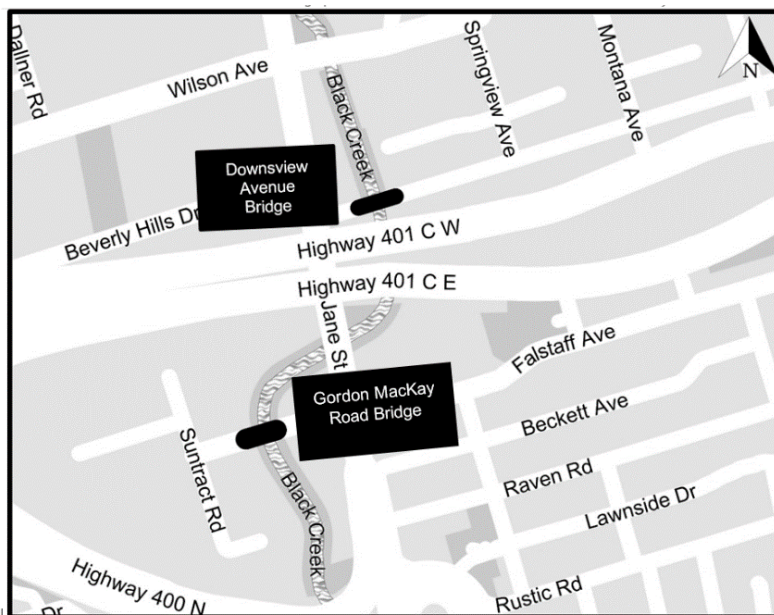 Dallner Rd
Wilson Ave
Black Creek
Springview Ave
Montana Ave
N
Downsview
Avenue
Bridge
Beverly Hills Dr
Highway 401 C W
Highway 401 C E
Jane St
Falstaff Ave
Gordon MacKay
Road Bridge
Beckett Ave
Suntract Rd
Raven Rd
Black Creek
Lawnside Dr
Highway 400 N
Rustic Rd
Dr